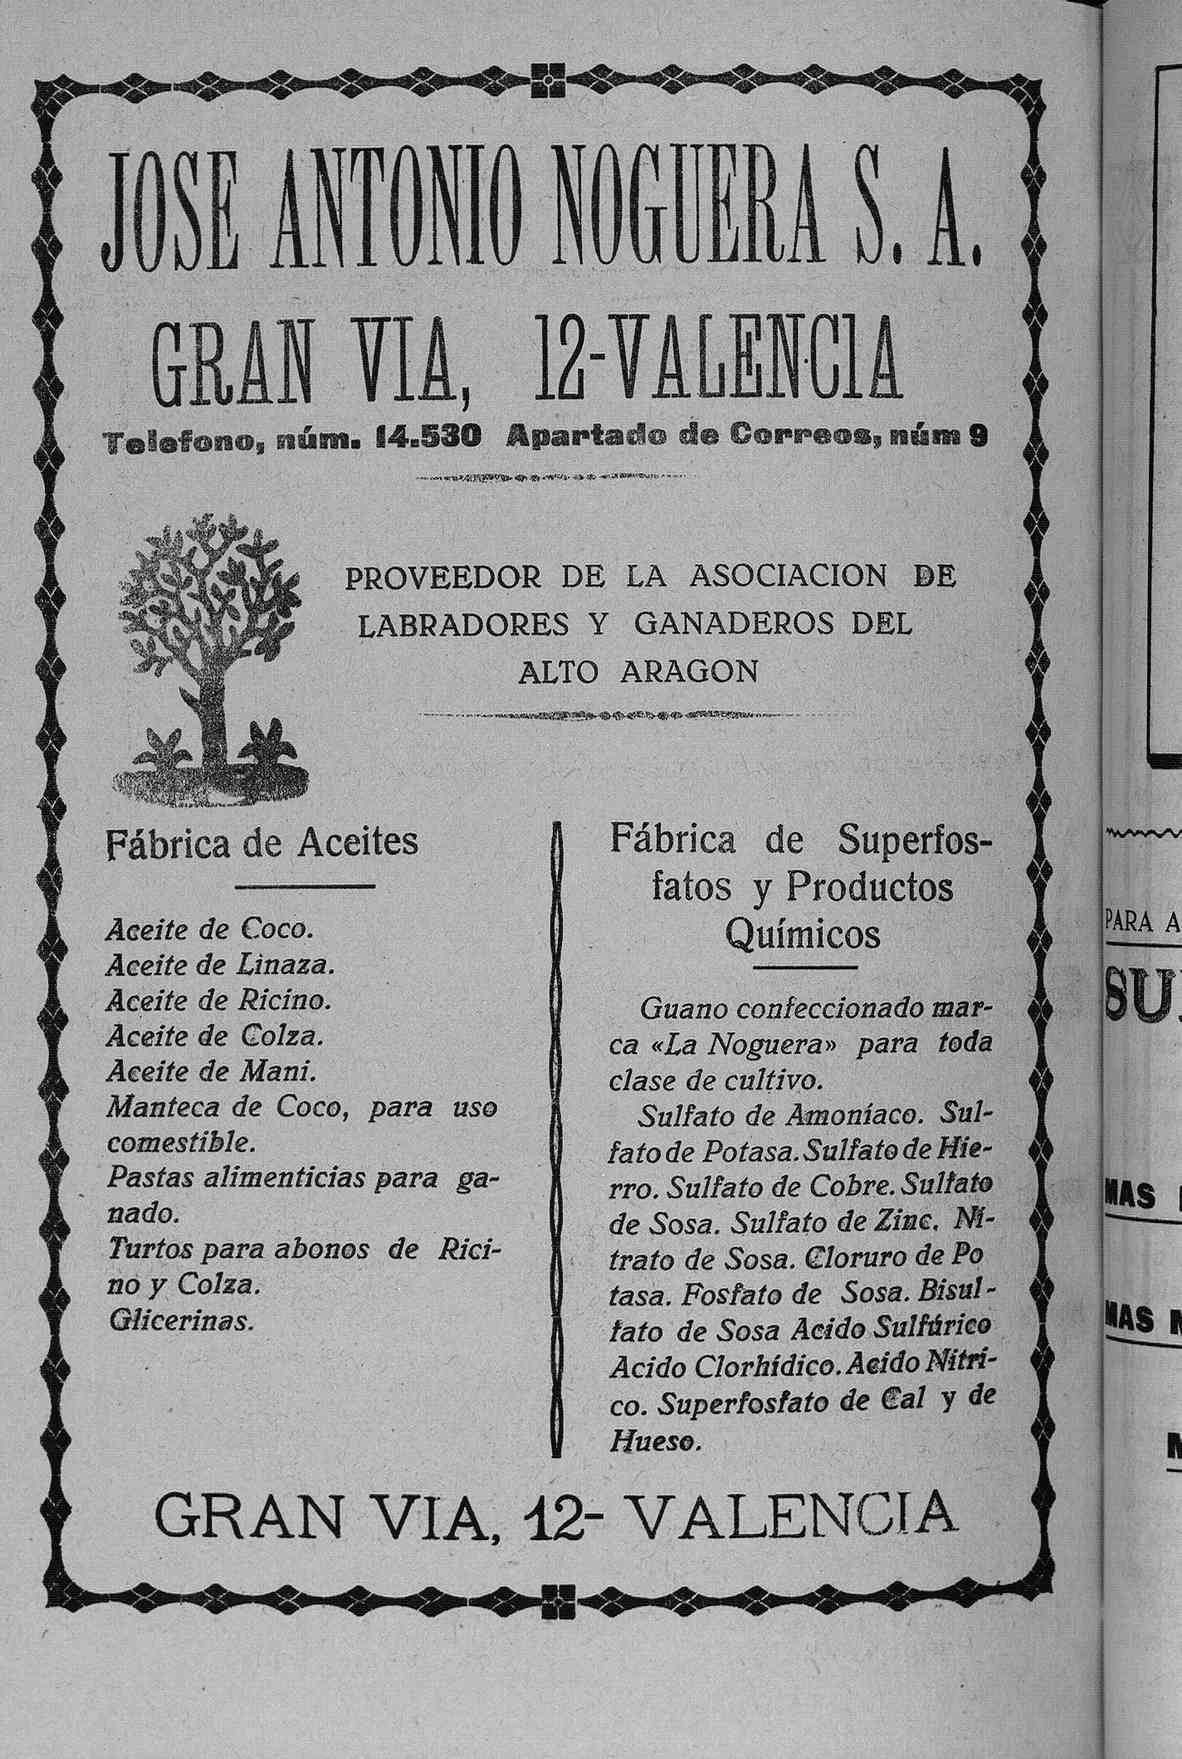 JOSE ANTONIO NOGUERA S. A.
GRAN VIA, 12-VALENCIA
Telefono, núm. 14.530 Apartado de Correos, núm 9
PROVEEDOR DE LA ASOCIACION DE
LABRADORES Y GANADEROS DEL
ALTO ARAGON
Fábrica de Aceites
Aceite de Coco.
Aceite de Linaza.
Aceite de Ricino.
Aceite de Colza.
Aceite de Mani.
Manteca de Coco, para uso
comestible.
Pastas alimenticias para ga-
nado.
Turtos para abonos de Rici-
no y Colza.
Glicerinas.
Fábrica de Superfos-
fatos y Productos
Químicos
Guano confeccionado mar-
ca «La Noguera» para toda
clase de cultivo.
Sulfato de Amoníaco. Sul-
fato de Potasa. Sulfato de Hie-
rro. Sulfato de Cobre. Sulfato
de Sosa. Sulfato de Zinc. Ni-
trato de Sosa. Cloruro de Po
tasa. Fosfato de Sosa. Bisul-
fato de Sosa Acido Sulfúrico
Acido Clorhídico. Acido Nítri-
co. Superfosfato de Cal y de
Hueso.
GRAN VIA, 12- VALENCIA
PARA A
SU
MAS
MAS